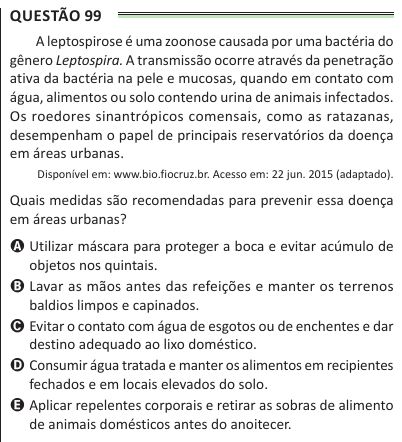 QUESTÃO 99
A leptospirose é uma zoonose causada por uma bactéria do
gênero Leptospira. A transmissão ocorre através da penetração
ativa da bactéria na pele e mucosas, quando em contato com
água, alimentos ou solo contendo urina de animais infectados.
Os roedores sinantrópicos comensais, como as ratazanas,
desempenham o papel de principais reservatórios da doença
em áreas urbanas.
Disponível em: www.bio.fiocruz.br. Acesso em: 22 jun. 2015 (adaptado).
Quais medidas são recomendadas para prevenir essa doença
em áreas urbanas?
A Utilizar máscara para proteger a boca e evitar acúmulo de
objetos nos quintais.
B Lavar as mãos antes das refeições e manter os terrenos
baldios limpos e capinados.
C Evitar o contato com água de esgotos ou de enchentes e dar
destino adequado ao lixo doméstico.
D Consumir água tratada e manter os alimentos em recipientes
fechados e em locais elevados do solo.
E Aplicar repelentes corporais e retirar as sobras de alimento
de animais domésticos antes do anoitecer.